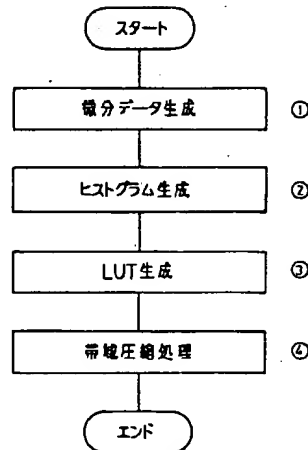 スタート
微分データ生成 ①
ヒストグラム生成 ②
LUT生成 ③
帯域圧縮処理 ④
エンド